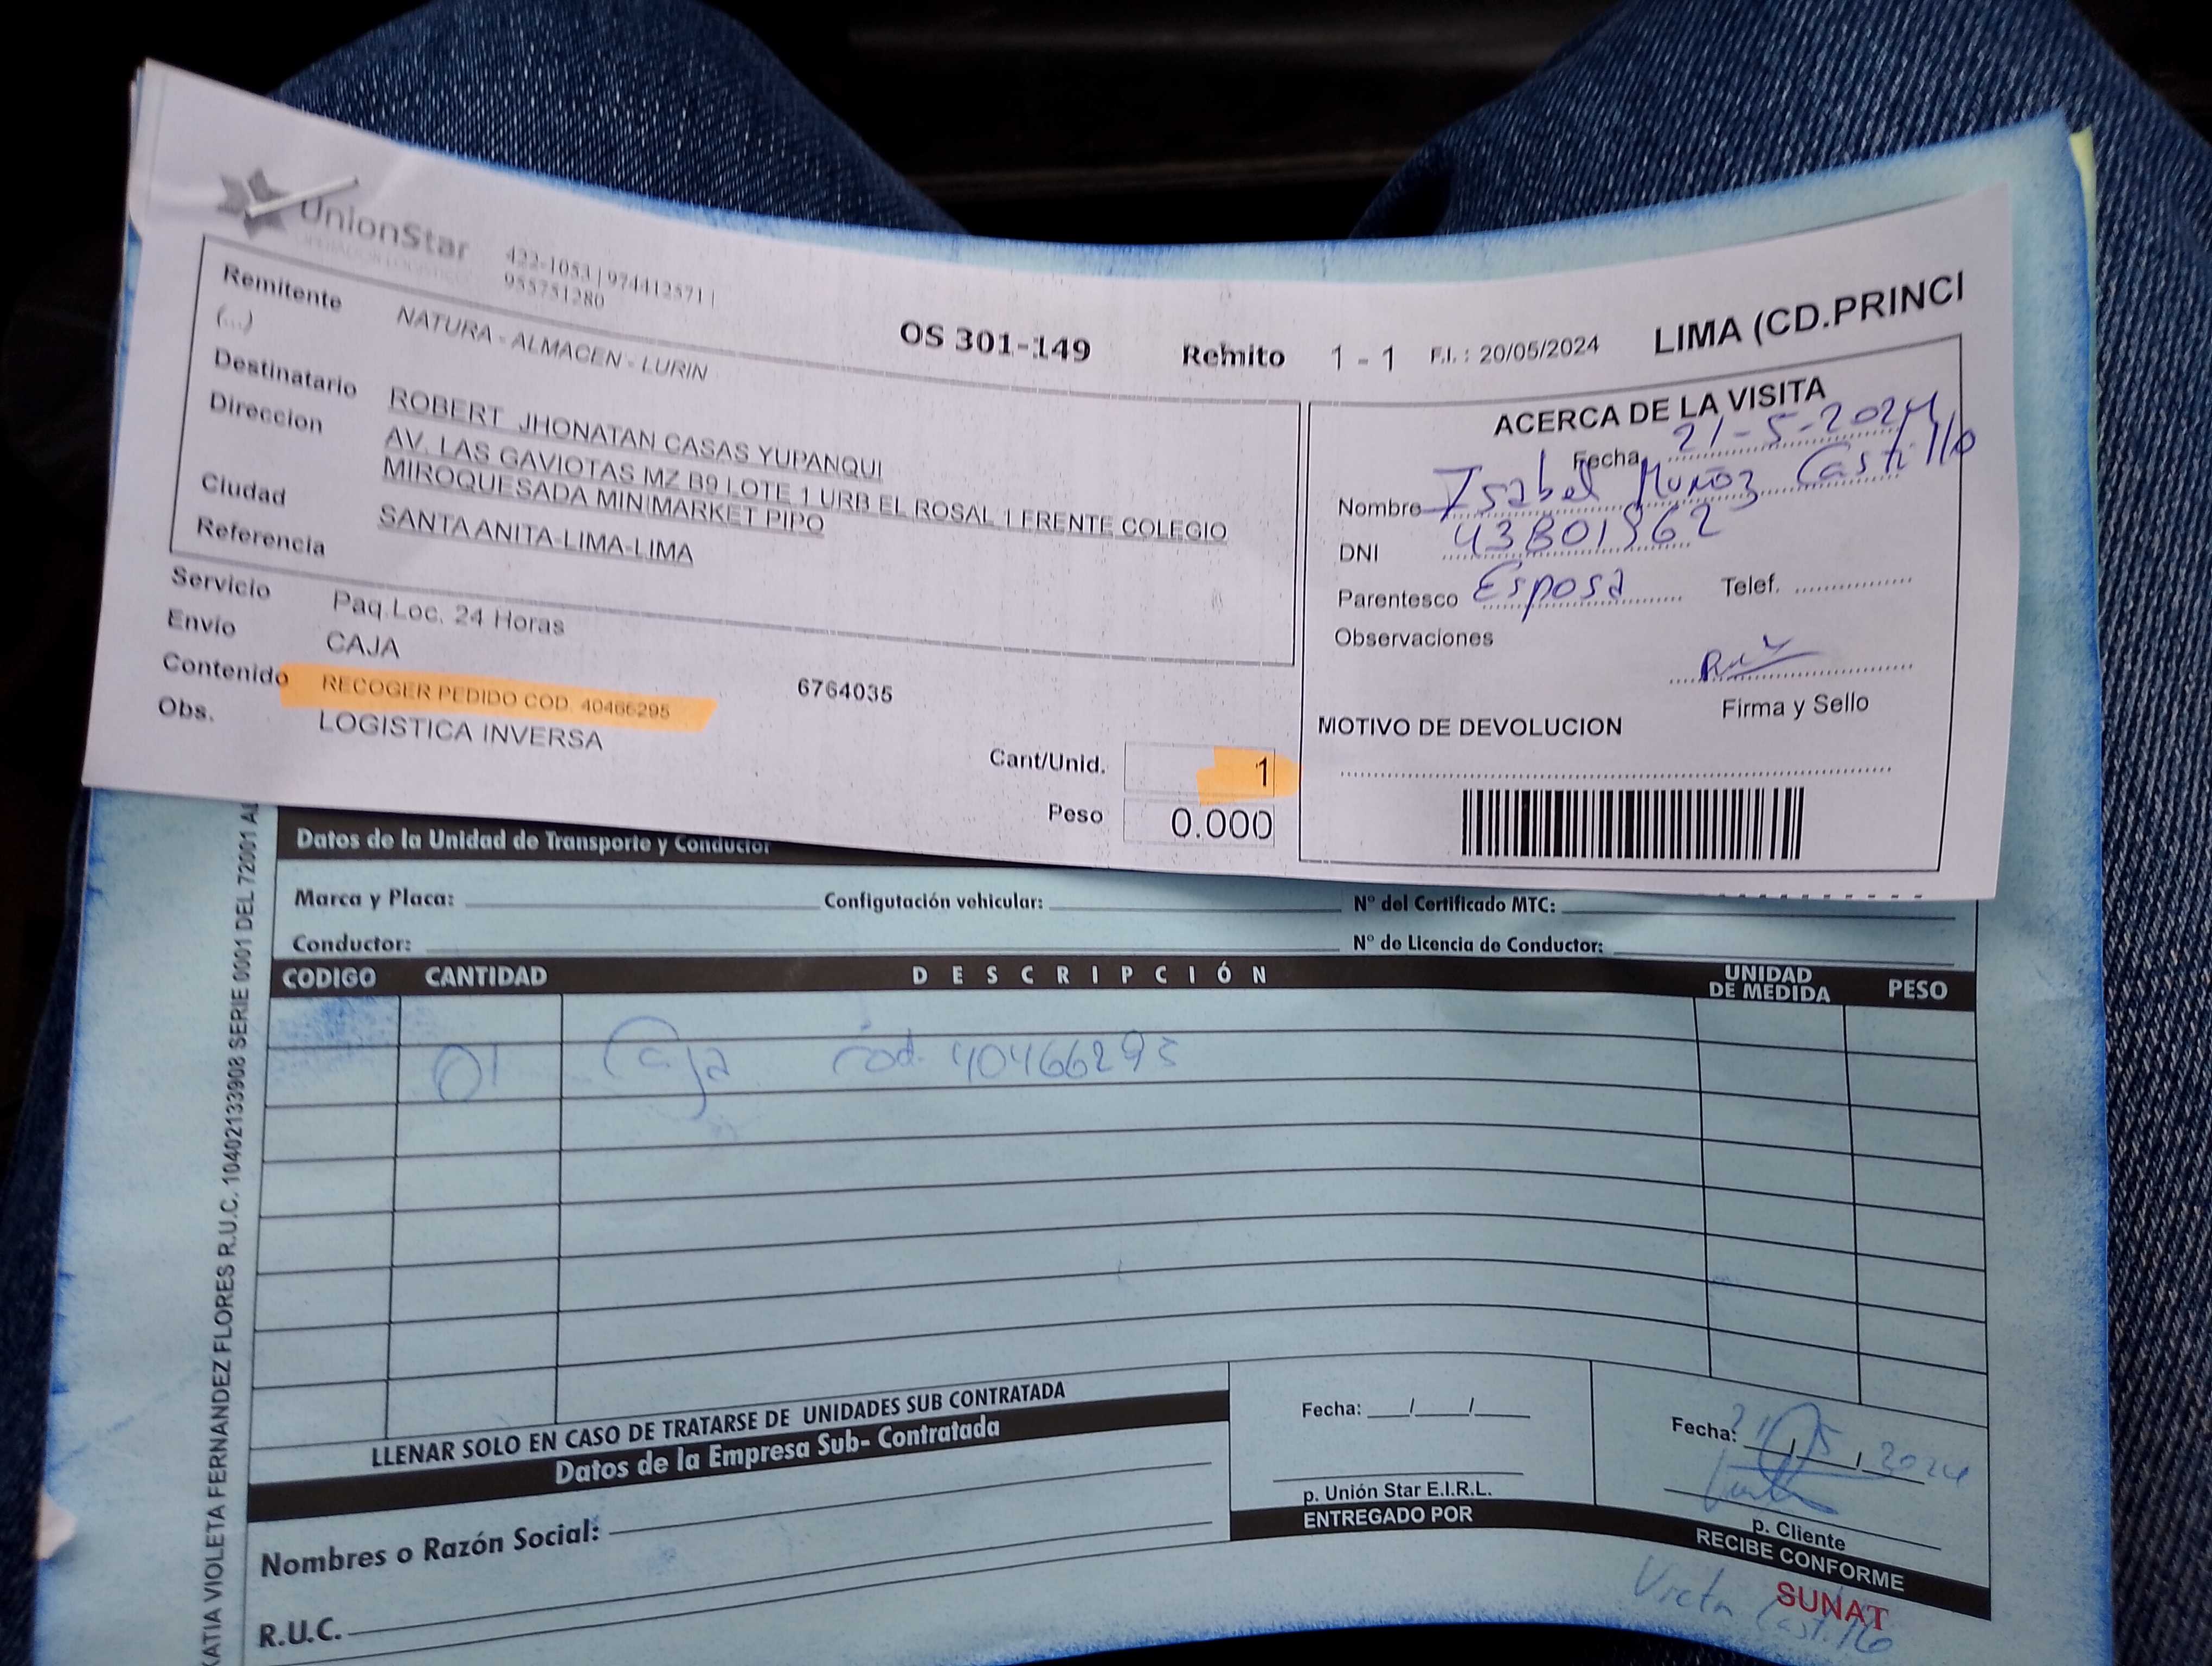 UnionStar
422-1053 | 974412571 |
955751280
OS 301-149 Remito 1 - 1 F.I. : 20/05/2024 LIMA (CD.PRINCI
Remitente NATURA - ALMACEN - LURIN
(...)
Destinatario ROBERT JHONATAN CASAS YUPANQUI
Direccion AV. LAS GAVIOTAS MZ B9 LOTE 1 URB EL ROSAL 1 FRENTE COLEGIO
MIROQUESADA MINIMARKET PIPO
Ciudad SANTA ANITA-LIMA-LIMA
Referencia
Servicio Paq.Loc. 24 Horas
Envio CAJA
Contenido RECOGER PEDIDO COD. 40466295 6764035
Obs. LOGISTICA INVERSA
Cant/Unid. 1
Peso 0.000
ACERCA DE LA VISITA
Fecha 21-5-2024
Nombre Isabel Muñoz Castillo
DNI
Parentesco Esposa Telef.
Observaciones
Firma y Sello
MOTIVO DE DEVOLUCION
Datos de la Unidad de Transporte y Conductor
Marca y Placa: Configutación vehicular: N° del Certificado MTC:
Conductor: N° de Licencia de Conductor:
CODIGO CANTIDAD DESCRIPCIÓN UNIDAD DE MEDIDA PESO
01 Caja cod. 40466295
LLENAR SOLO EN CASO DE TRATARSE DE UNIDADES SUB CONTRATADA
Datos de la Empresa Sub- Contratada
Nombres o Razón Social:
R.U.C.
Fecha: __/__/__
p. Unión Star E.I.R.L.
ENTREGADO POR
Fecha: 21/5/2024
p. Cliente
RECIBE CONFORME
SUNAT
Castillo
KATIA VIOLETA FERNANDEZ FLORES R.U.C. 10402133908 SERIE 0001 DEL 72001 AL